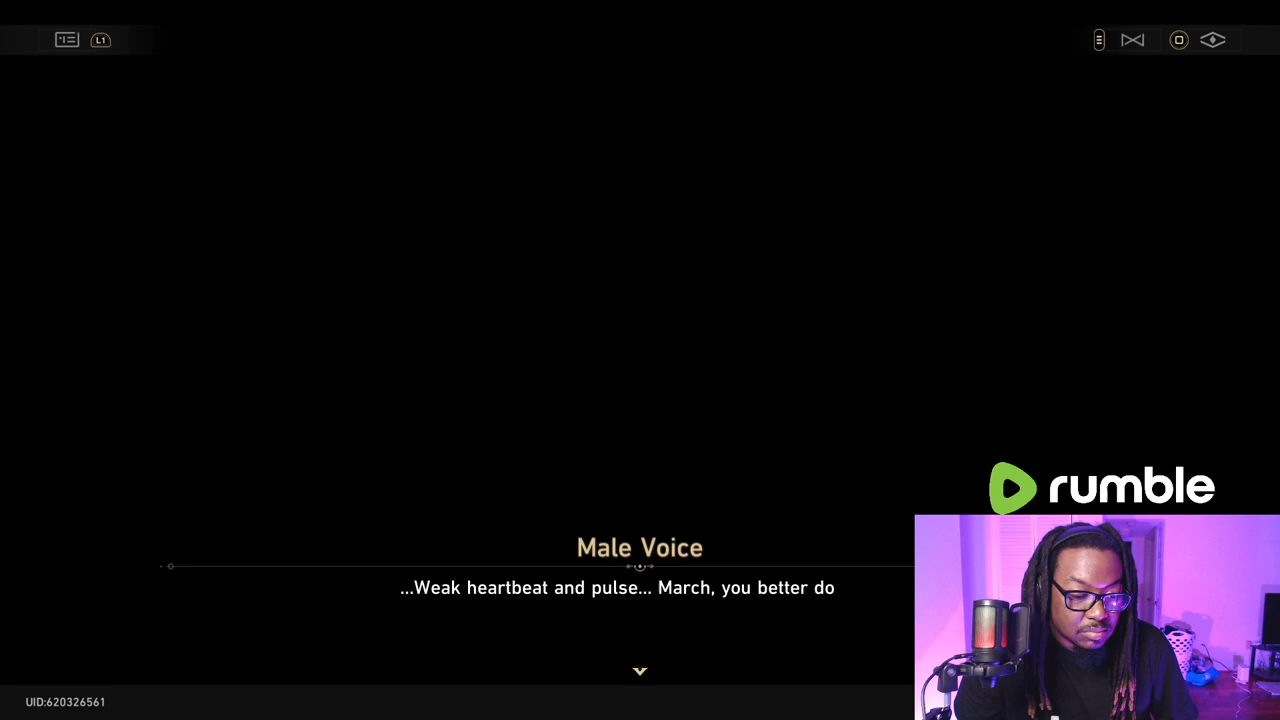 L1
rumble
Male Voice
...Weak heartbeat and pulse... March, you better do
UID:620326561